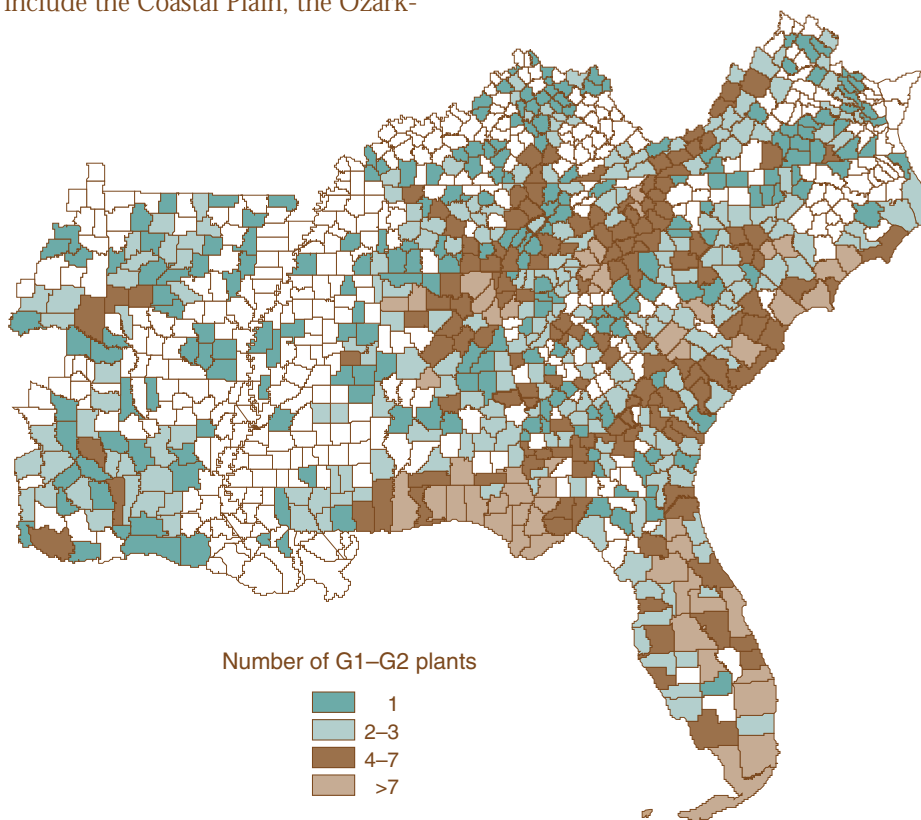 include the Coastal Plain, the Ozark-
Number of G1–G2 plants
1
2–3
4–7
>7